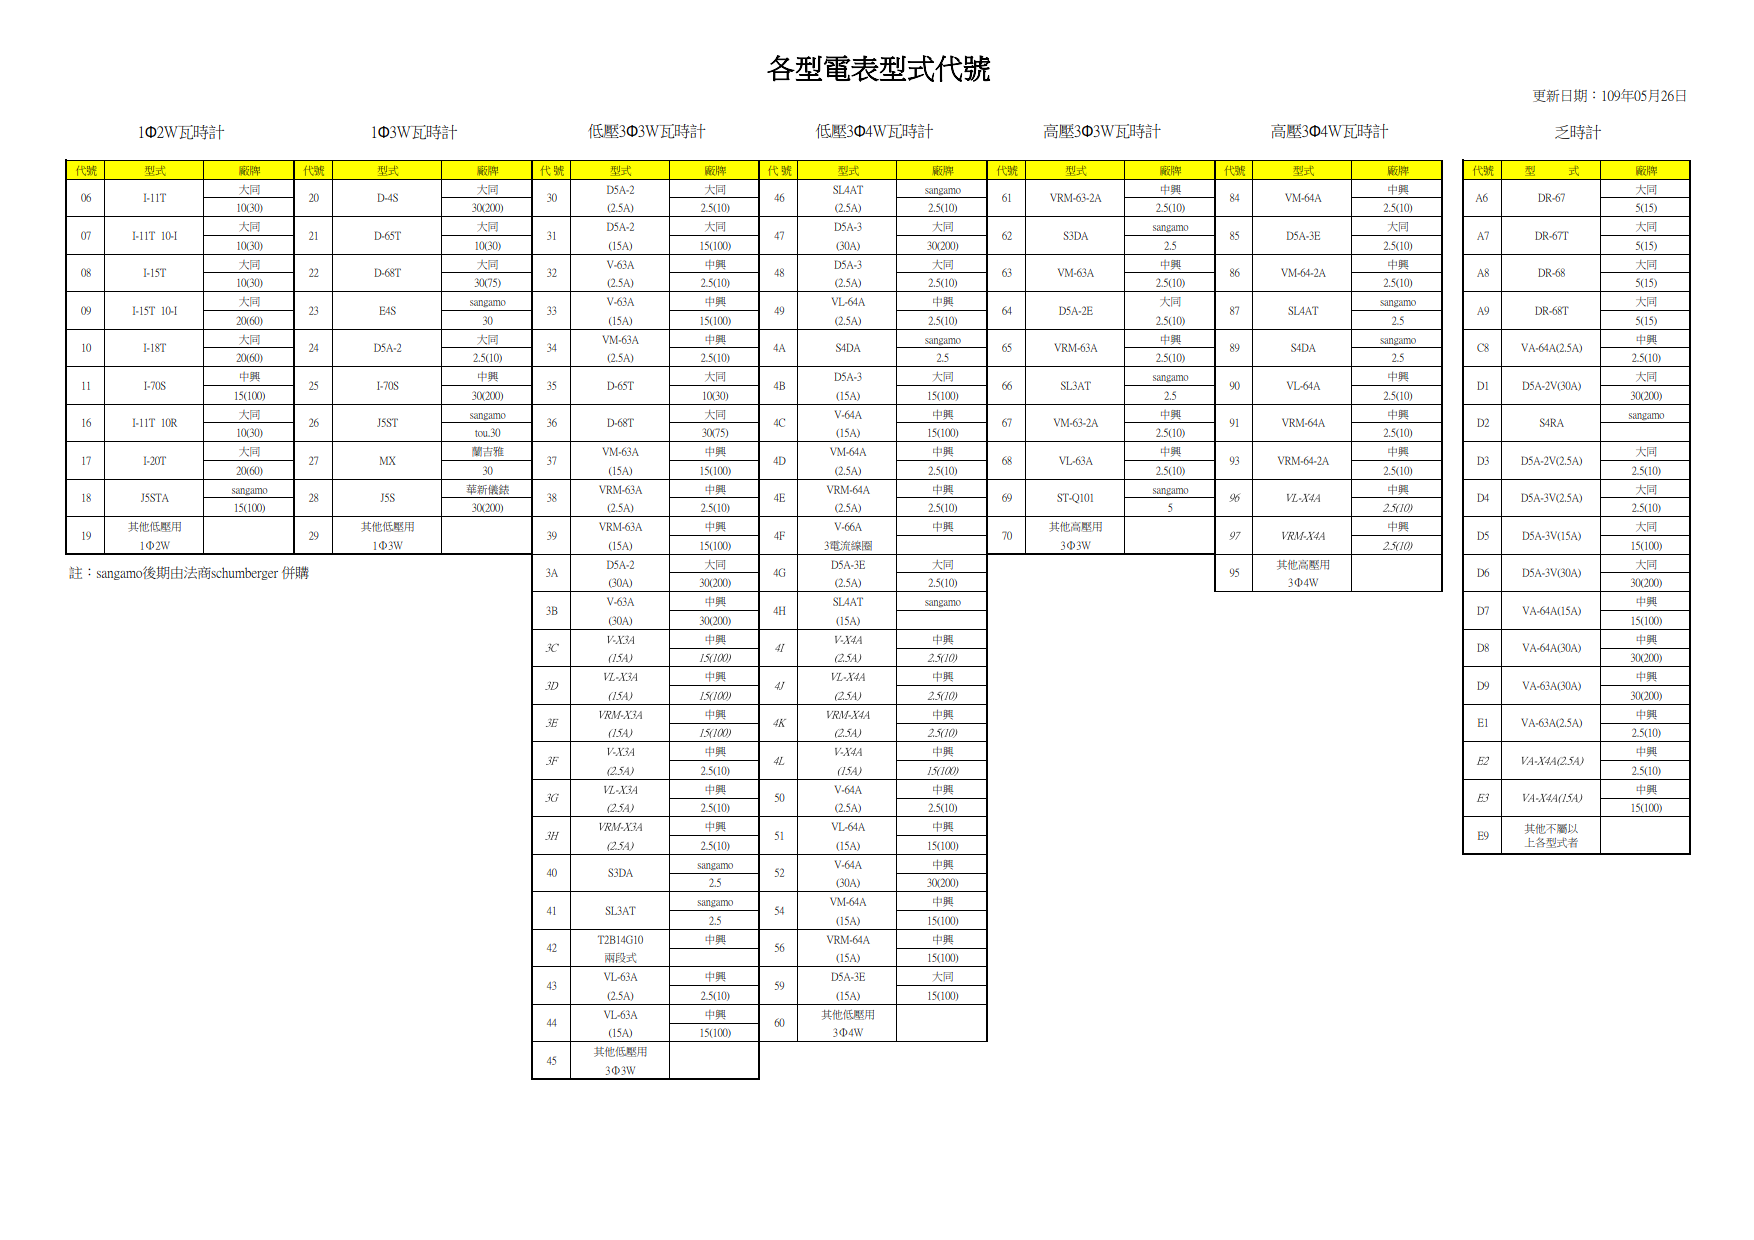 各型電表型式代號
更新日期：109年05月26日
1Φ2W瓦時計
代號 型式 廠牌
06 I-11T 大同
10(30)
07 I-11T 10-I 大同
10(30)
08 I-15T 大同
10(30)
09 I-15T 10-I 大同
20(60)
10 I-18T 大同
20(60)
11 I-70S 中興
15(100)
16 I-11T 10R 大同
10(30)
17 I-20T 大同
20(60)
18 J5STA sangamo
15(100)
19 其他低壓用
1Φ2W
註：sangamo後期由法商schumberger 併購
1Φ3W瓦時計
代號 型式 廠牌
20 D-4S 大同
30(200)
21 D-65T 大同
10(30)
22 D-68T 大同
30(75)
23 E4S sangamo
30
24 D5A-2 大同
2.5(10)
25 I-70S 中興
30(200)
26 J5ST sangamo
tou.30
27 MX 蘭吉雅
30
28 J5S 華新儀錶
30(200)
29 其他低壓用
1Φ3W
低壓3Φ3W瓦時計
代 號 型式 廠牌
30 D5A-2 大同
(2.5A) 2.5(10)
31 D5A-2 大同
(15A) 15(100)
32 V-63A 中興
(2.5A) 2.5(10)
33 V-63A 中興
(15A) 15(100)
34 VM-63A 中興
(2.5A) 2.5(10)
35 D-65T 大同
10(30)
36 D-68T 大同
30(75)
37 VM-63A 中興
(15A) 15(100)
38 VRM-63A 中興
(2.5A) 2.5(10)
39 VRM-63A 中興
(15A) 15(100)
3A D5A-2 大同
(30A) 30(200)
3B V-63A 中興
(30A) 30(200)
3C V-X3A 中興
(15A) 15(100)
3D VL-X3A 中興
(15A) 15(100)
3E VRM-X3A 中興
(15A) 15(100)
3F V-X3A 中興
(2.5A) 2.5(10)
3G VL-X3A 中興
(2.5A) 2.5(10)
3H VRM-X3A 中興
(2.5A) 2.5(10)
40 S3DA sangamo
2.5
41 SL3AT sangamo
2.5
42 T2B14G10 中興
兩段式
43 VL-63A 中興
(2.5A) 2.5(10)
44 VL-63A 中興
(15A) 15(100)
45 其他低壓用
3Φ3W
低壓3Φ4W瓦時計
代 號 型式 廠牌
46 SL4AT sangamo
(2.5A) 2.5(10)
47 D5A-3 大同
(30A) 30(200)
48 D5A-3 大同
(2.5A) 2.5(10)
49 VL-64A 中興
(2.5A) 2.5(10)
4A S4DA sangamo
2.5
4B D5A-3 大同
(15A) 15(100)
4C V-64A 中興
(15A) 15(100)
4D VM-64A 中興
(2.5A) 2.5(10)
4E VRM-64A 中興
(2.5A) 2.5(10)
4F V-66A 中興
3電流線圈
4G D5A-3E 大同
(2.5A) 2.5(10)
4H SL4AT sangamo
(15A)
4I V-X4A 中興
(2.5A) 2.5(10)
4J VL-X4A 中興
(2.5A) 2.5(10)
4K VRM-X4A 中興
(2.5A) 2.5(10)
4L V-X4A 中興
(15A) 15(100)
50 V-64A 中興
(2.5A) 2.5(10)
51 VL-64A 中興
(15A) 15(100)
52 V-64A 中興
(30A) 30(200)
54 VM-64A 中興
(15A) 15(100)
56 VRM-64A 中興
(15A) 15(100)
59 D5A-3E 大同
(15A) 15(100)
60 其他低壓用
3Φ4W
高壓3Φ3W瓦時計
代號 型式 廠牌
61 VRM-63-2A 中興
2.5(10)
62 S3DA sangamo
2.5
63 VM-63A 中興
2.5(10)
64 D5A-2E 大同
2.5(10)
65 VRM-63A 中興
2.5(10)
66 SL3AT sangamo
2.5
67 VM-63-2A 中興
2.5(10)
68 VL-63A 中興
2.5(10)
69 ST-Q101 sangamo
5
70 其他高壓用
3Φ3W
高壓3Φ4W瓦時計
代號 型式 廠牌
84 VM-64A 中興
2.5(10)
85 D5A-3E 大同
2.5(10)
86 VM-64-2A 中興
2.5(10)
87 SL4AT sangamo
2.5
89 S4DA sangamo
2.5
90 VL-64A 中興
2.5(10)
91 VRM-64A 中興
2.5(10)
93 VRM-64-2A 中興
2.5(10)
96 VL-X4A 中興
2.5(10)
97 VRM-X4A 中興
2.5(10)
95 其他高壓用
3Φ4W
乏時計
代號 型 式 廠牌
A6 DR-67 大同
5(15)
A7 DR-67T 大同
5(15)
A8 DR-68 大同
5(15)
A9 DR-68T 大同
5(15)
C8 VA-64A(2.5A) 中興
2.5(10)
D1 D5A-2V(30A) 大同
30(200)
D2 S4RA sangamo
D3 D5A-2V(2.5A) 大同
2.5(10)
D4 D5A-3V(2.5A) 大同
2.5(10)
D5 D5A-3V(15A) 大同
15(100)
D6 D5A-3V(30A) 大同
30(200)
D7 VA-64A(15A) 中興
15(100)
D8 VA-64A(30A) 中興
30(200)
D9 VA-63A(30A) 中興
30(200)
E1 VA-63A(2.5A) 中興
2.5(10)
E2 VA-X4A(2.5A) 中興
2.5(10)
E3 VA-X4A(15A) 中興
15(100)
E9 其他不屬以
上各型式者